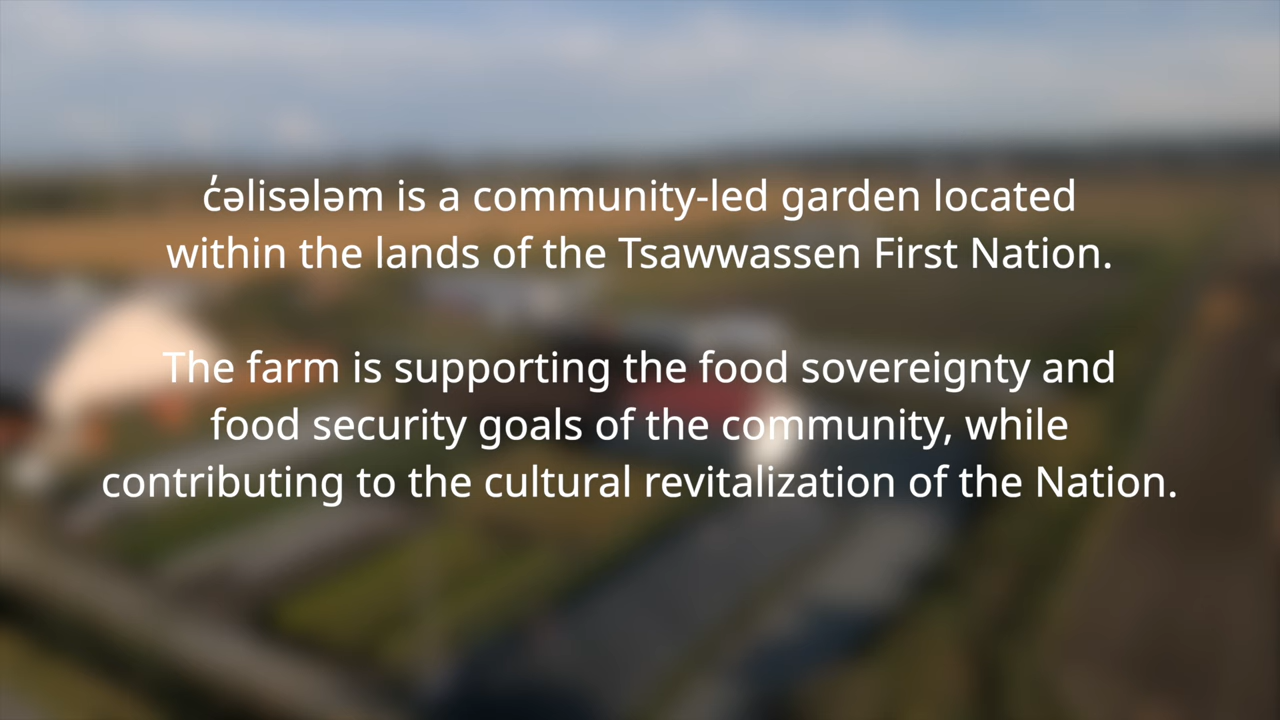 c̓əlisələm is a community-led garden located
within the lands of the Tsawwassen First Nation.
The farm is supporting the food sovereignty and
food security goals of the community, while
contributing to the cultural revitalization of the Nation.